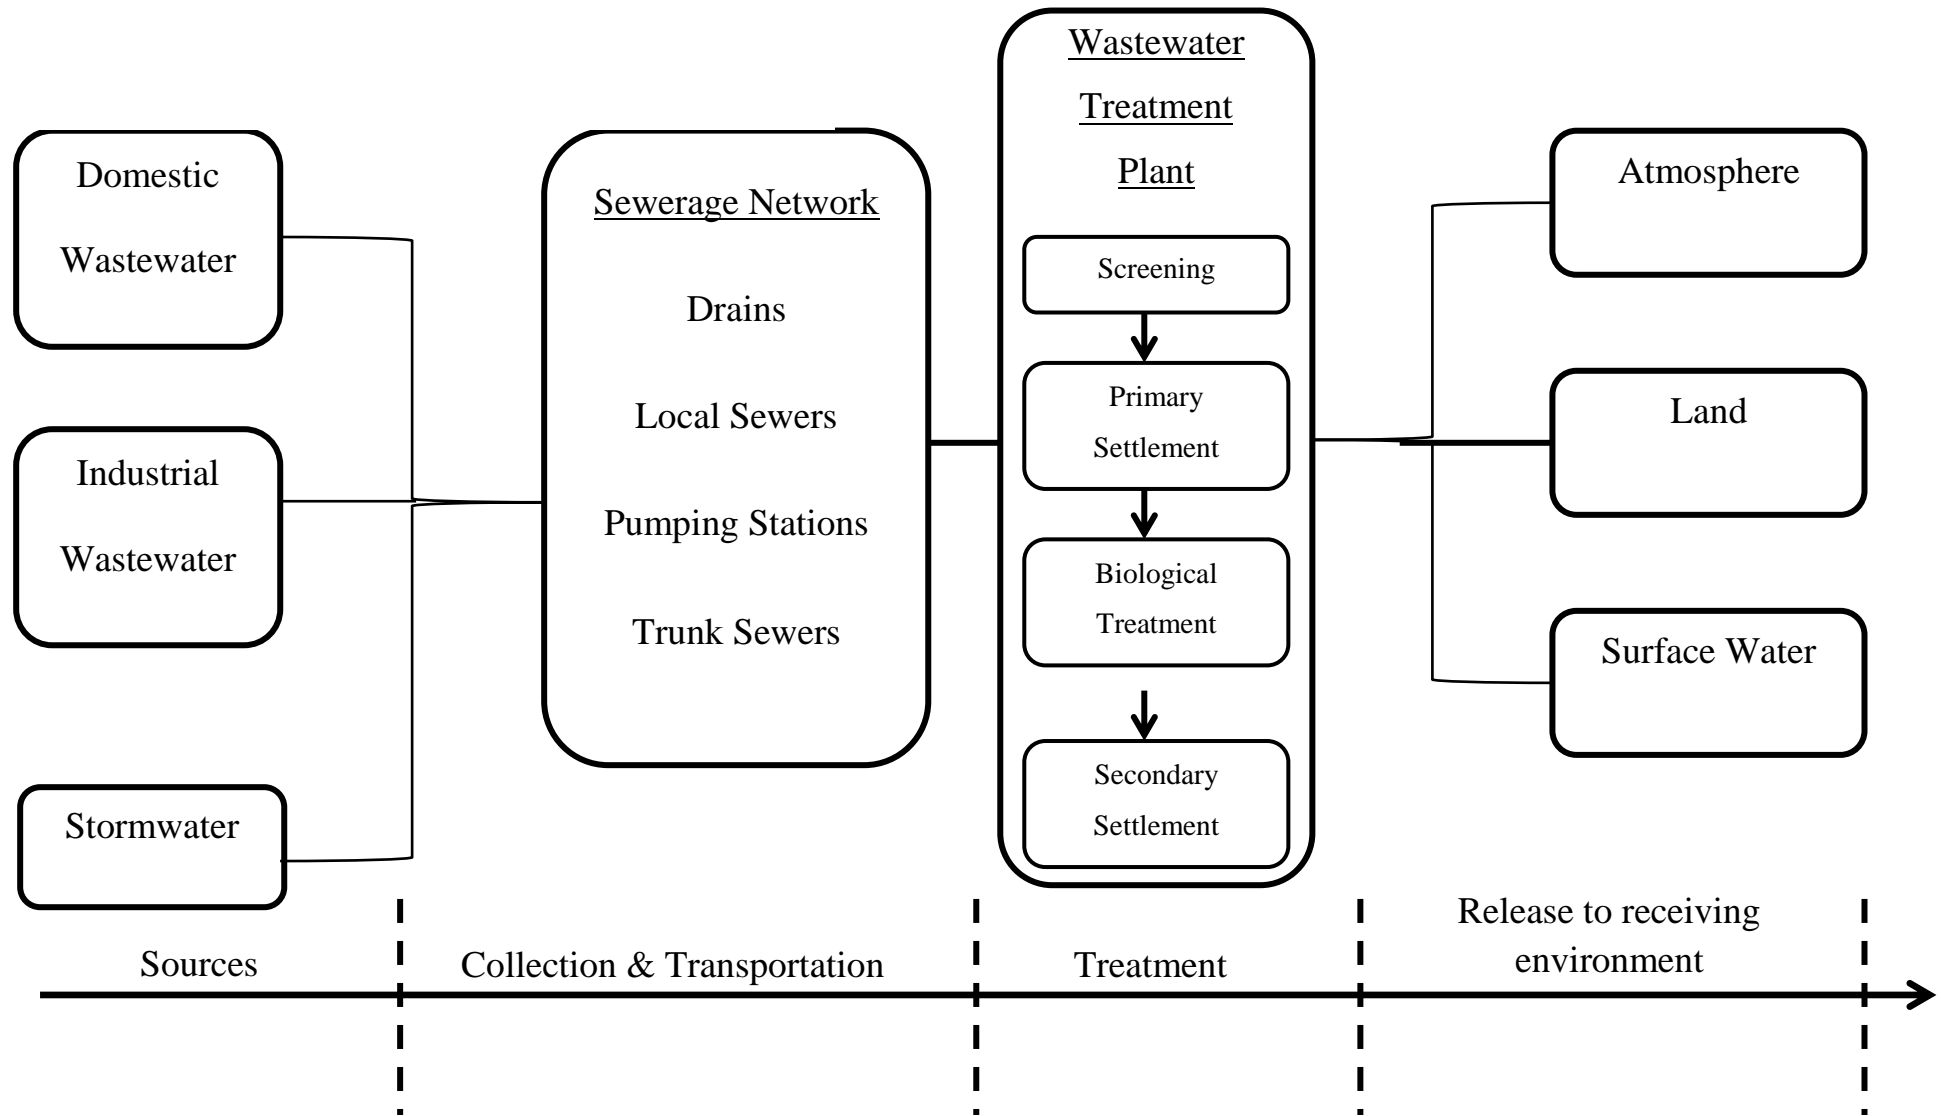 Domestic
Wastewater
Industrial
Wastewater
Stormwater
Sewerage Network
Drains
Local Sewers
Pumping Stations
Trunk Sewers
Wastewater
Treatment
Plant
Screening
Primary
Settlement
Biological
Treatment
Secondary
Settlement
Atmosphere
Land
Surface Water
Sources
Collection & Transportation
Treatment
Release to receiving
environment